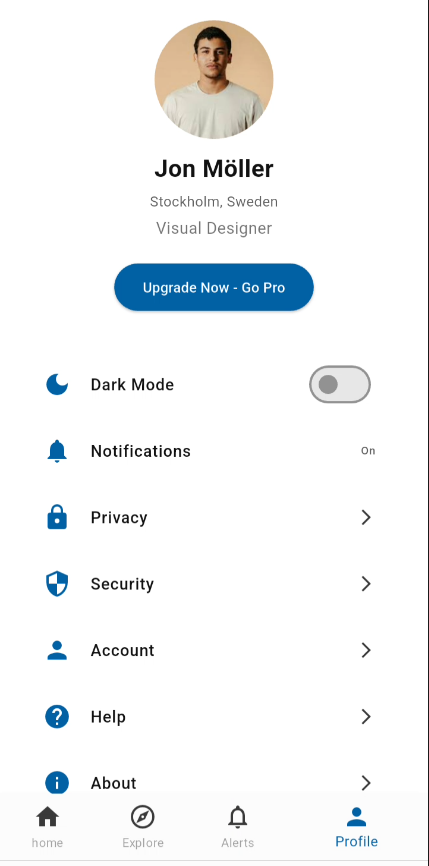 Jon Möller
Stockholm, Sweden
Visual Designer
Upgrade Now - Go Pro
Dark Mode
Notifications
On
Privacy
Security
Account
Help
About
home
Explore
Alerts
Profile